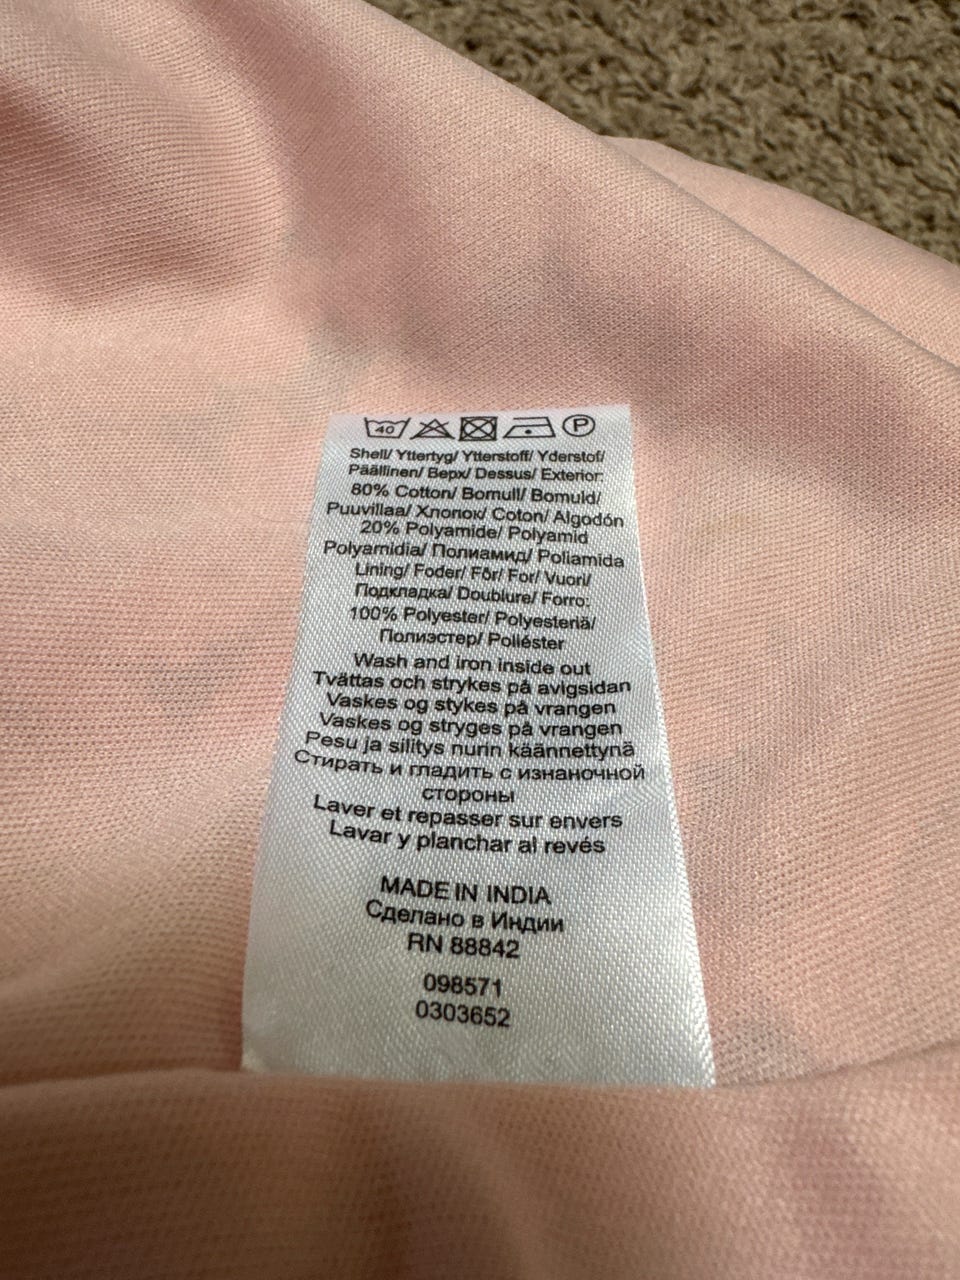 40 P
Shell/ Yttertyg/ Ytterstoff/ Yderstof/
Päällinen/ Верх/ Dessus/ Exterior:
80% Cotton/ Bomull/ Bomuld/
Puuvillaa/ Хлопок/ Coton/ Algodón
20% Polyamide/ Polyamid
Polyamidia/ Полиамид/ Poliamida
Lining/ Foder/ Fôr/ For/ Vuori/
Подкладка/ Doublure/ Forro:
100% Polyester/ Polyesteriä/
Полиэстер/ Poliéster
Wash and iron inside out
Tvättas och strykes på avigsidan
Vaskes og stykes på vrangen
Vaskes og stryges på vrangen
Pesu ja silitys nurin käännettynä
Стирать и гладить с изнаночной
стороны
Laver et repasser sur envers
Lavar y planchar al revés
MADE IN INDIA
Сделано в Индии
RN 88842
098571
0303652